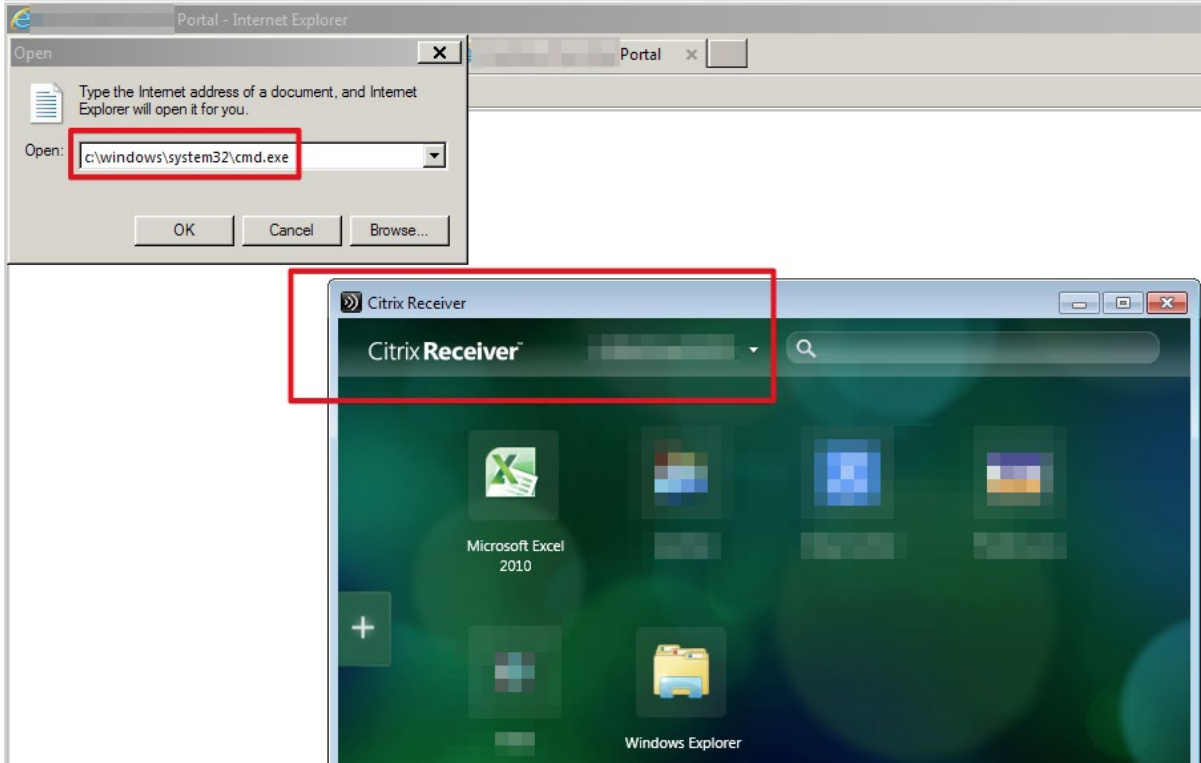 Portal - Internet Explorer
Open
Portal
Type the Internet address of a document, and Internet
Explorer will open it for you.
Open:
c:\windows\system32\cmd.exe
OK
Cancel
Browse...
Citrix Receiver
Citrix Receiver™
Microsoft Excel
2010
Windows Explorer